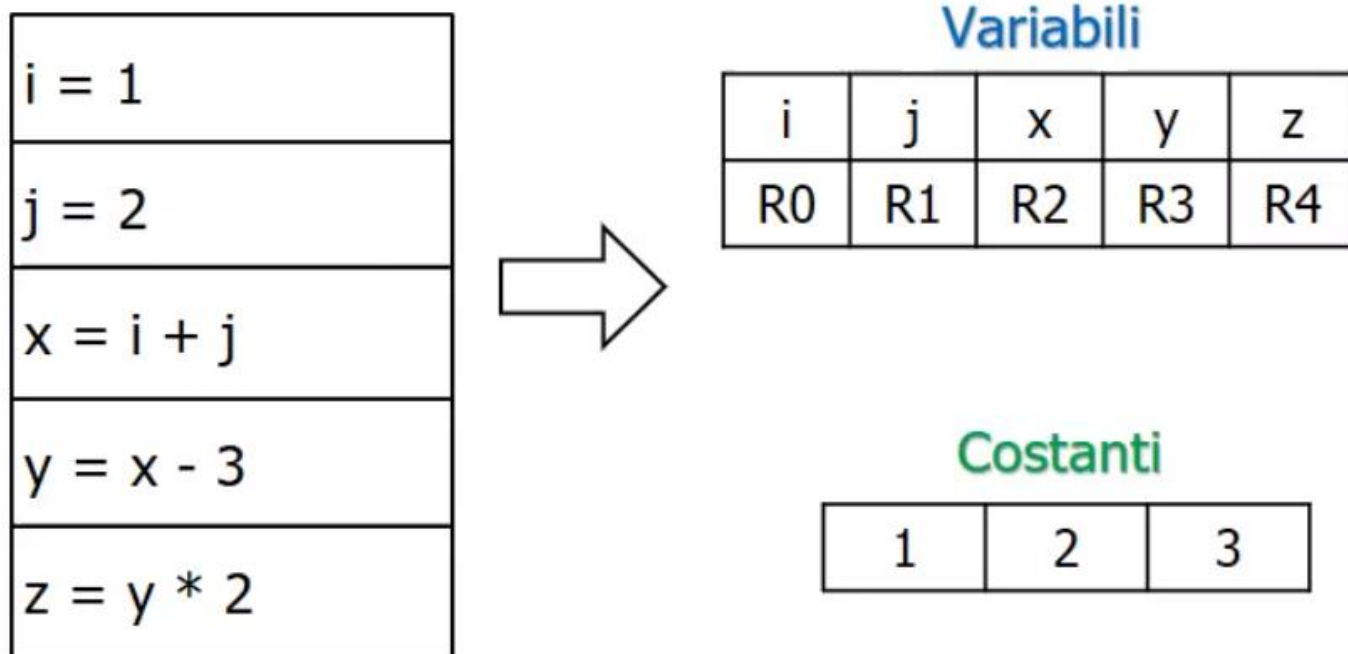 i = 1
j = 2
x = i + j
y = x - 3
z = y * 2
Variabili
i j x y z
R0 R1 R2 R3 R4
Costanti
1 2 3